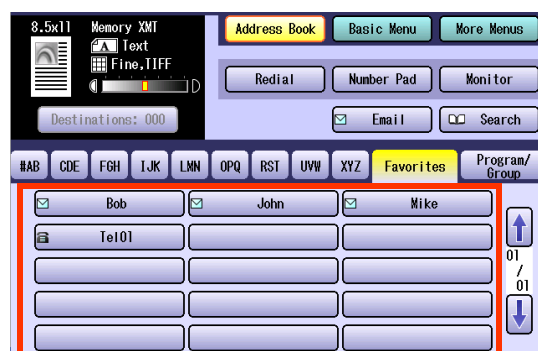 8.5x11 Memory XMT
A Text
Fine,TIFF
D
Destinations: 000
Address Book Basic Menu More Menus
Redial Number Pad Monitor
Email Search
#AB CDE FGH IJK LMN OPQ RST UVW XYZ Favorites Program/
Group
Bob John Mike
Tel01
01
/
01